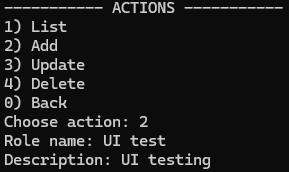 ----------- ACTIONS -----------
1) List
2) Add
3) Update
4) Delete
0) Back
Choose action: 2
Role name: UI test
Description: UI testing